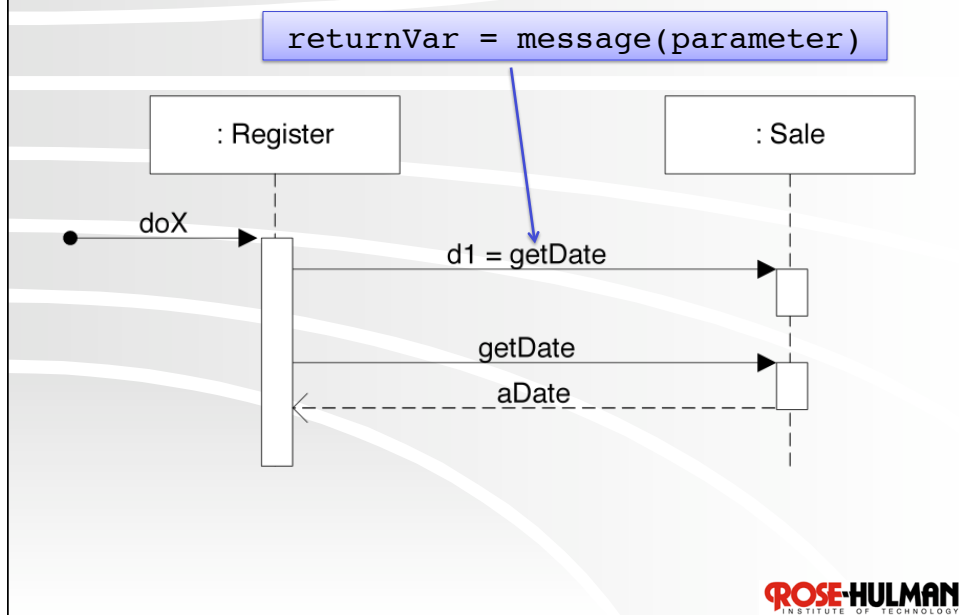 returnVar = message(parameter)
: Register
: Sale
doX
d1 = getDate
getDate
aDate
ROSE-HULMAN
INSTITUTE OF TECHNOLOGY